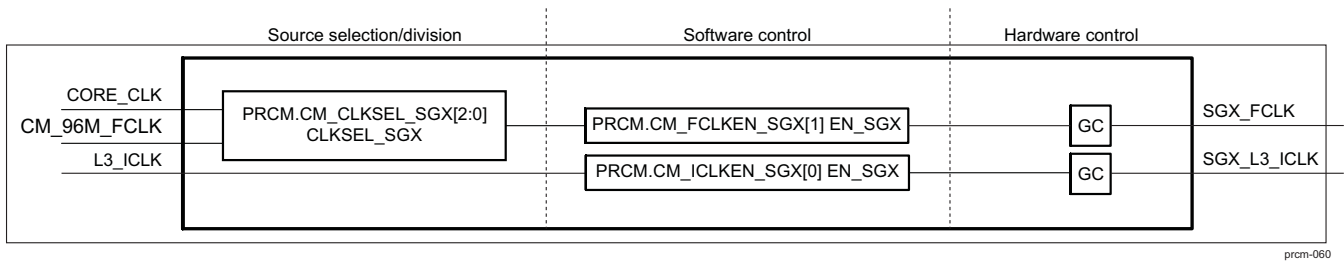 Source selection/division
Software control
Hardware control
CORE_CLK
CM_96M_FCLK
L3_ICLK
PRCM.CM_CLKSEL_SGX[2:0]
CLKSEL_SGX
PRCM.CM_FCLKEN_SGX[1] EN_SGX
PRCM.CM_ICLKEN_SGX[0] EN_SGX
GC
GC
SGX_FCLK
SGX_L3_ICLK
prcm-060